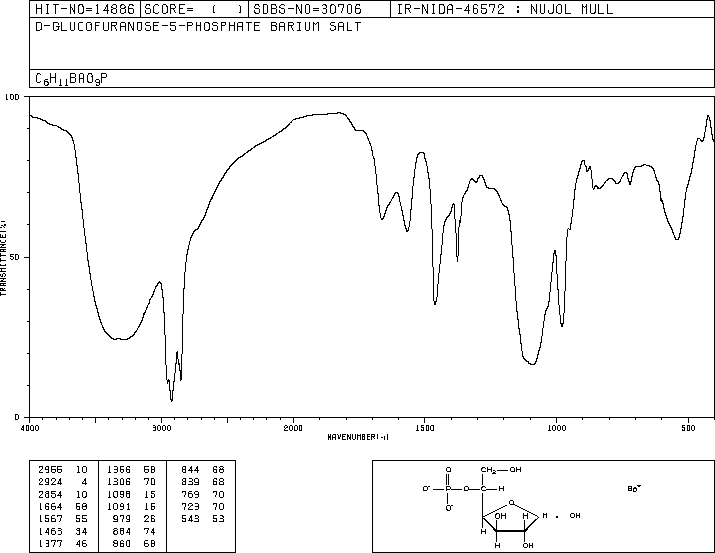 HIT-NO=14886 SCORE= ( ) SDBS-NO=30706 IR-NIDA-46572 : NUJOL MULL
D-GLUCOFURANOSE-5-PHOSPHATE BARIUM SALT
C6H11BAO9P
100
TRANSMITTANCE(%)
50
0
4000 3000 2000 1500 1000 500
WAVENUMBER(-1)
2955 10 1366 68 844 68
2924 4 1306 70 839 68
2854 10 1098 15 769 70
1664 60 1091 15 723 70
1567 55 979 26 543 53
1463 34 884 74
1377 46 860 68
O CH2 OH
O- P O C H
O- O
OH H H . OH
H H
H OH
Ba2+